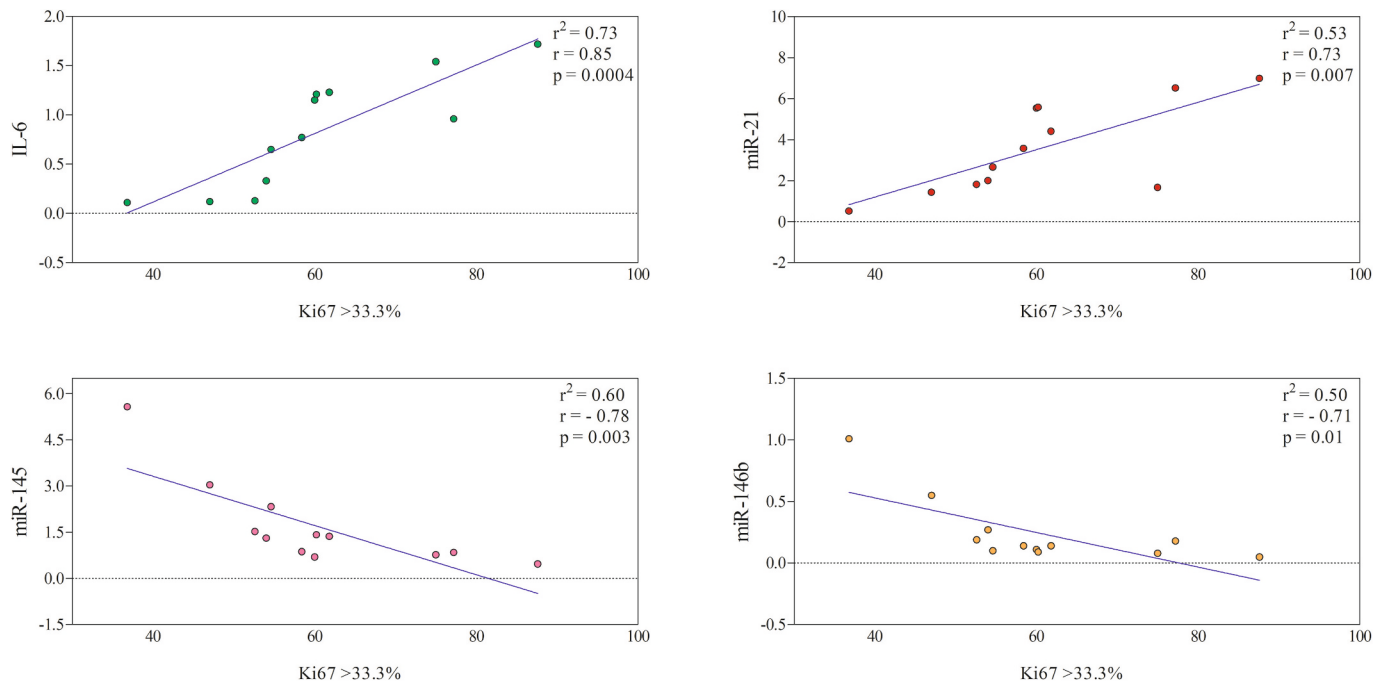 2.0
1.5
1.0
0.5
0.0
-0.5
IL-6
r² = 0.73
r = 0.85
p = 0.0004
40 60 80 100
Ki67 >33.3%
10
8
6
4
2
0
-2
miR-21
r² = 0.53
r = 0.73
p = 0.007
40 60 80 100
Ki67 >33.3%
6.0
4.5
3.0
1.5
0.0
-1.5
miR-145
r² = 0.60
r = - 0.78
p = 0.003
40 60 80 100
Ki67 >33.3%
1.5
1.0
0.5
0.0
-0.5
miR-146b
r² = 0.50
r = - 0.71
p = 0.01
40 60 80 100
Ki67 >33.3%